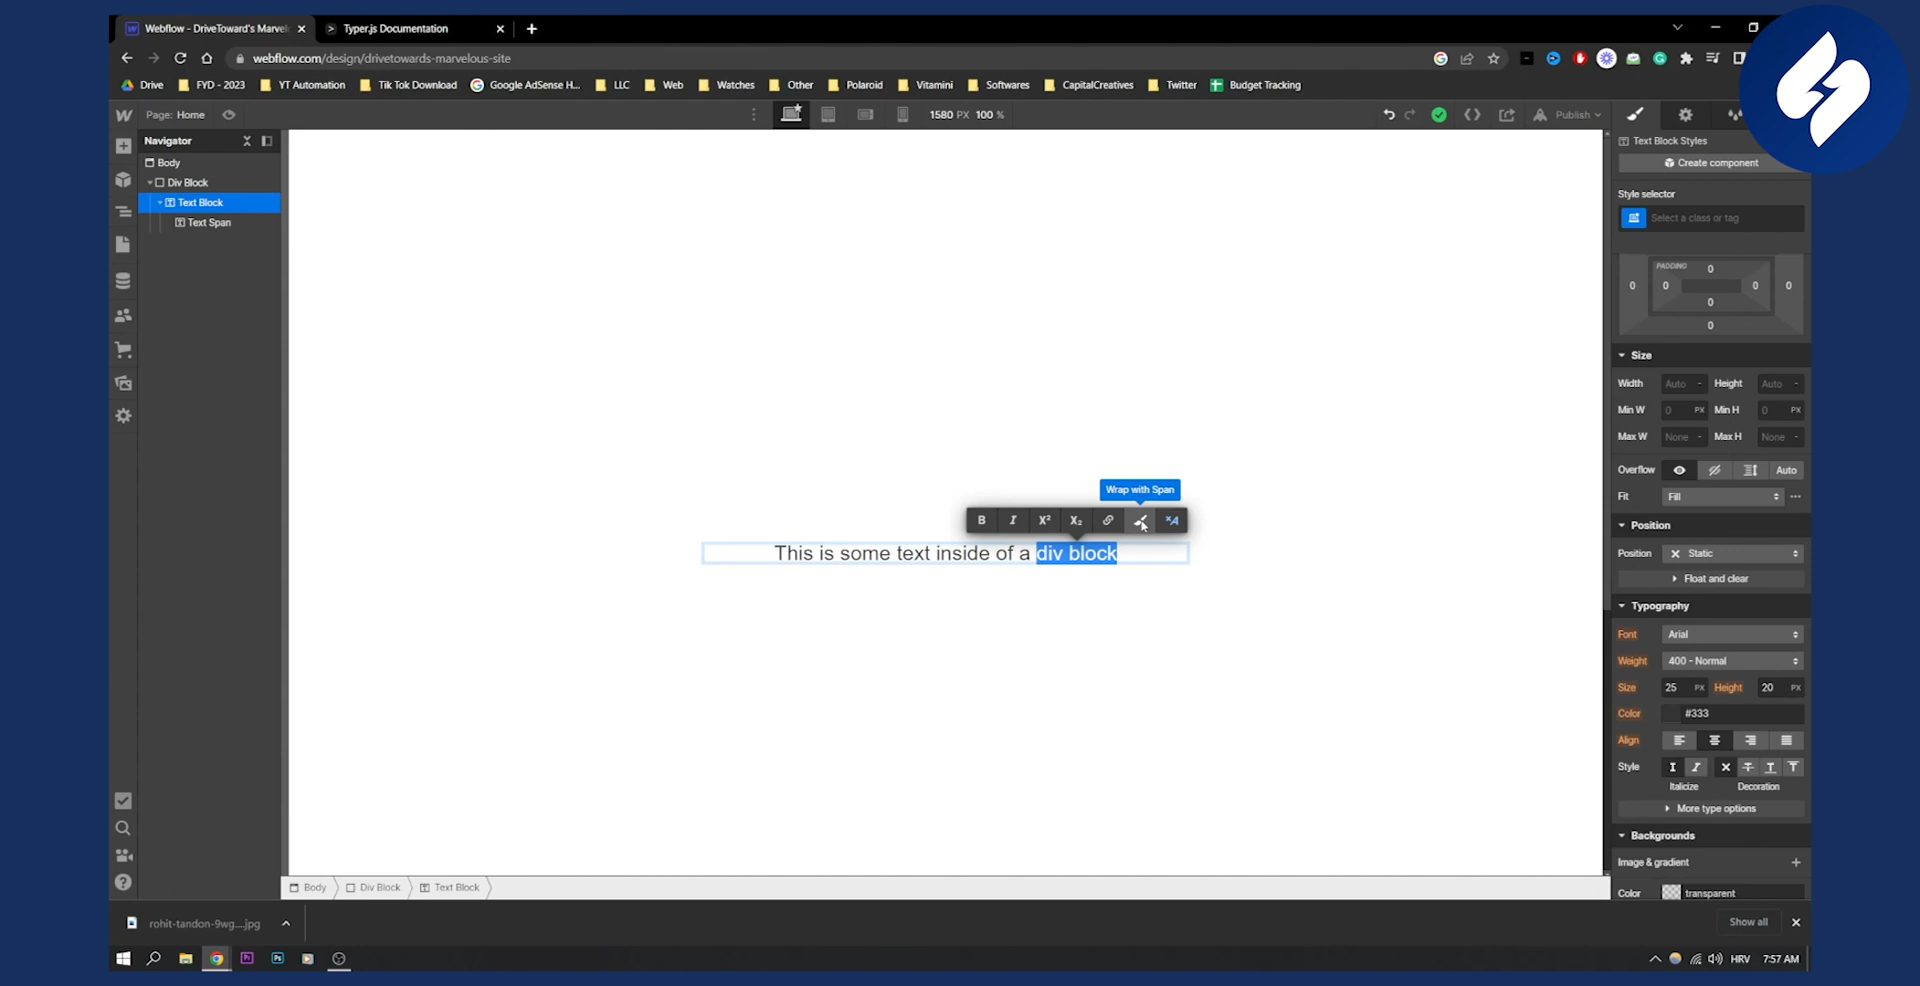 Webflow - DriveToward's Marvel
Typer.js Documentation
webflow.com/design/drivetowards-marvelous-site
Drive
FYD - 2023
YT Automation
Tik Tok Download
Google AdSense H...
LLC
Web
Watches
Other
Polaroid
Vitamini
Softwares
CapitalCreatives
Twitter
Budget Tracking
Page: Home
1580 PX 100 %
Publish
Navigator
Body
Div Block
Text Block
Text Span
Wrap with Span
B I X² X₂
This is some text inside of a div block
Text Block Styles
Create component
Style selector
Select a class or tag
PADDING 0
0 0 0 0
0
0
Size
Width Auto - Height Auto -
Min W 0 PX Min H 0 PX
Max W None - Max H None -
Overflow Auto
Fit Fill
Position
Position Static
Float and clear
Typography
Font Arial
Weight 400 - Normal
Size 25 PX Height 20 PX
Color #333
Align
Style
Italicize Decoration
More type options
Backgrounds
Image & gradient
Color transparent
Body Div Block Text Block
rohit-tandon-9wg....jpg
Show all
HRV 7:57 AM